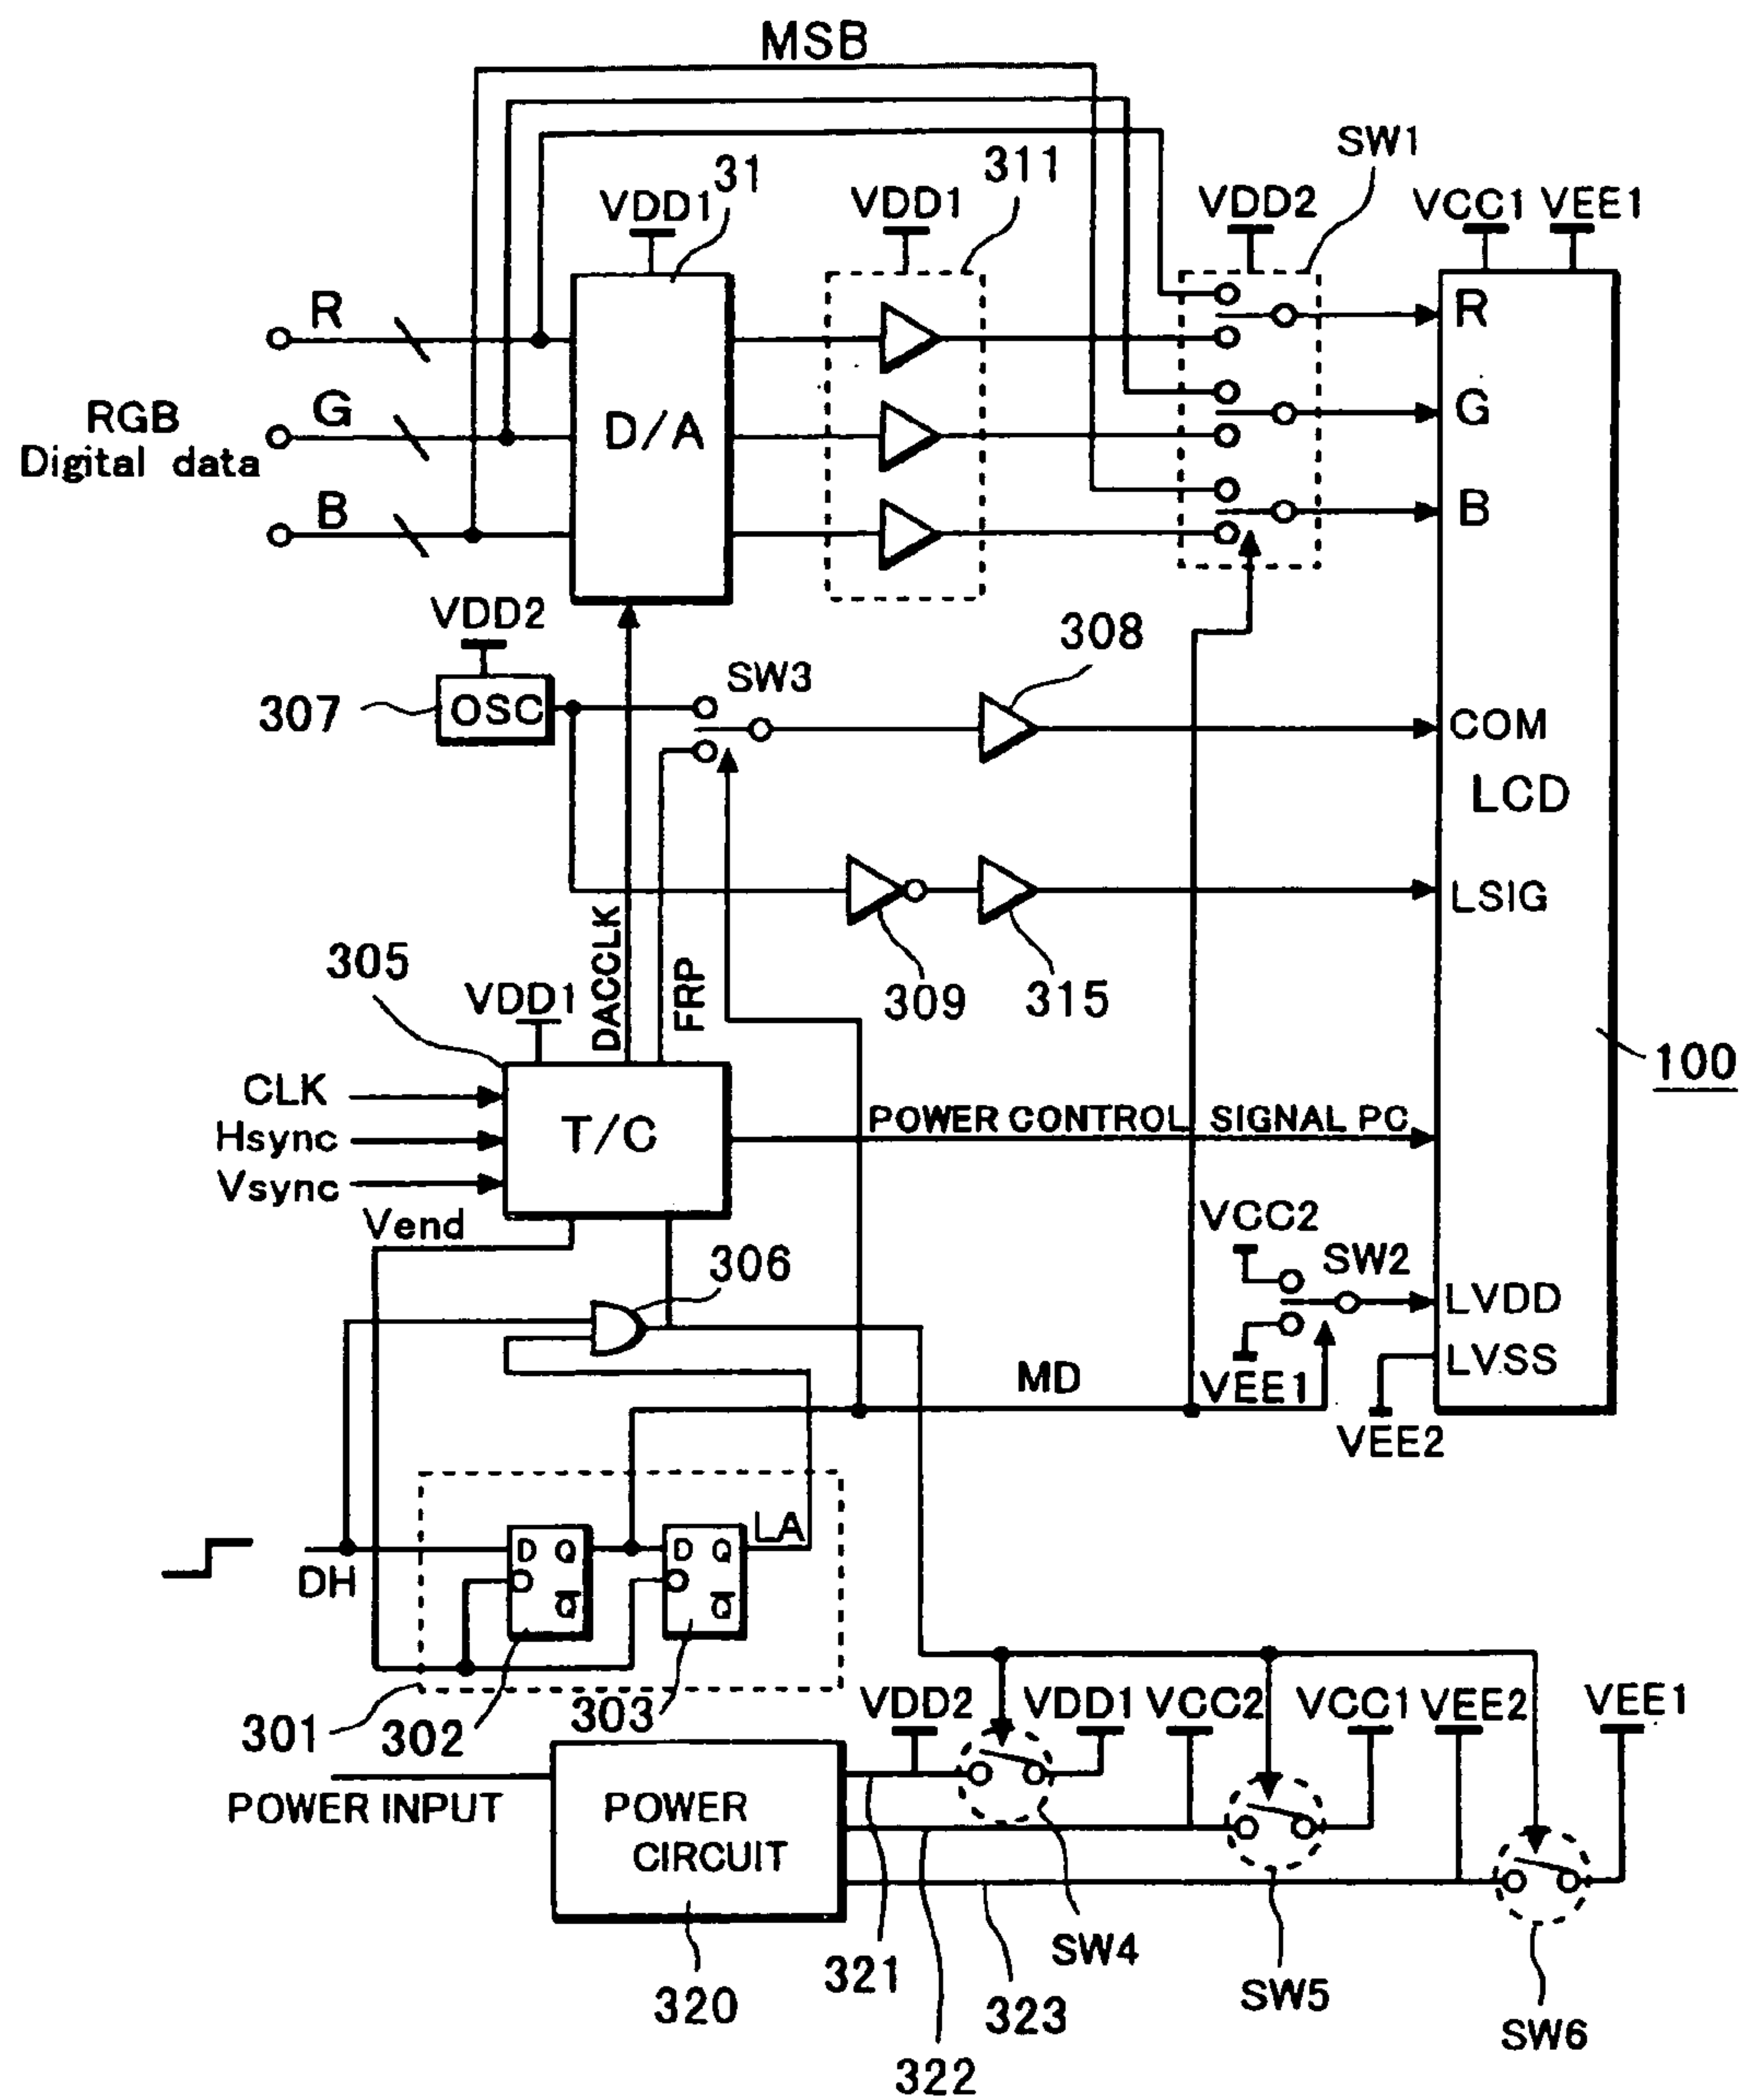 MSB
SW1
311
31
VDD1
VDD1
VDD2
VCC1
VEE1
R
R
G
G
RGB
Digital data
D/A
B
B
VDD2
308
SW3
307
OSC
COM
LCD
LSIG
305
VDD1
DACCLK
FRP
309
315
100
CLK
Hsync
Vsync
T/C
POWER CONTROL SIGNAL PC
Vend
306
VCC2
SW2
LVDD
LVSS
VEE1
MD
VEE2
LA
D Q
D Q
DH
Q̅
Q̅
301
302
303
VDD2
VDD1
VCC2
VCC1
VEE2
VEE1
POWER INPUT
POWER
CIRCUIT
SW4
321
SW5
320
323
SW6
322